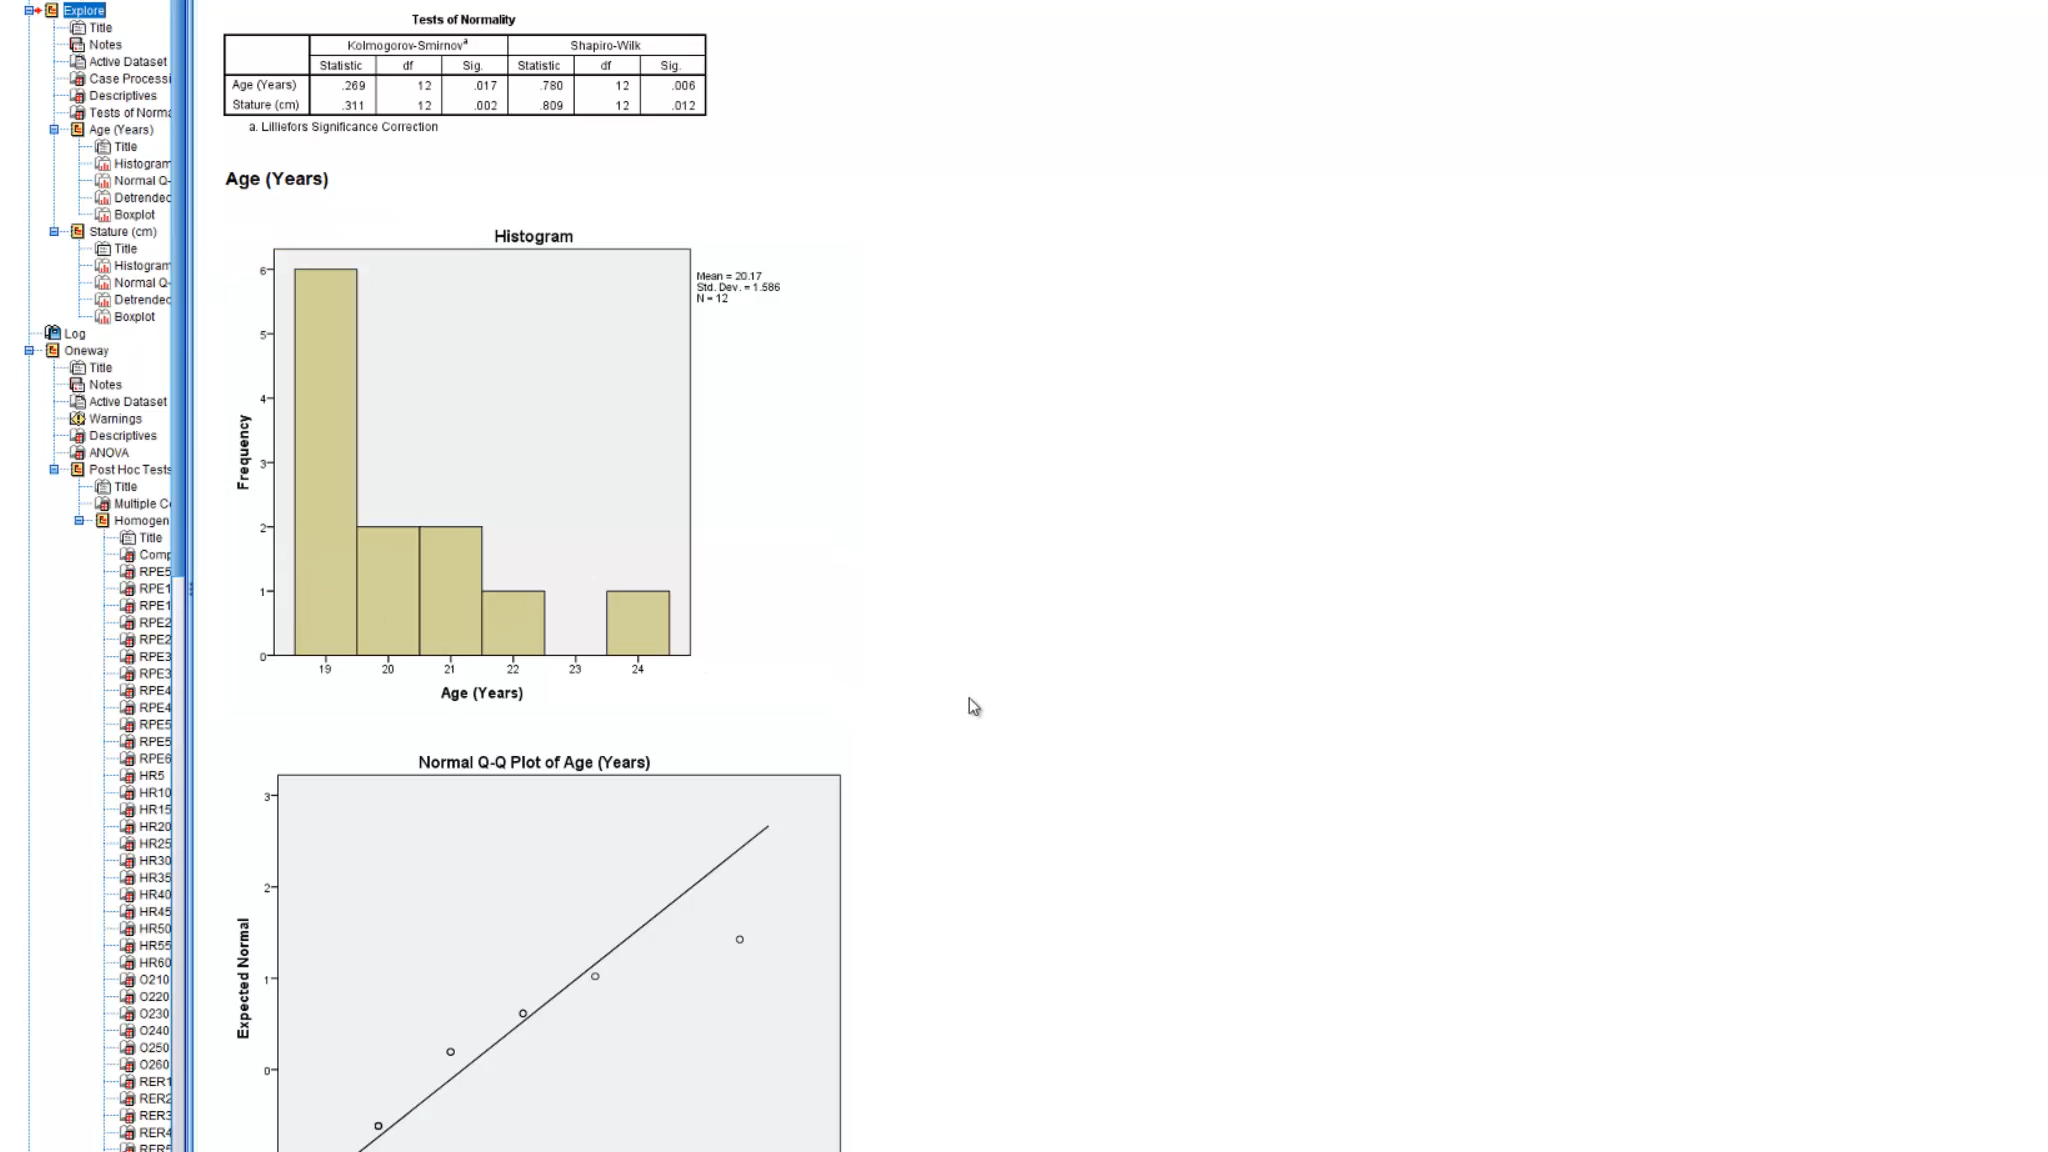 Explore
Title
Notes
Active Dataset
Case Processi
Descriptives
Tests of Norma
Age (Years)
Title
Histogram
Normal Q-
Detrended
Boxplot
Stature (cm)
Title
Histogram
Normal Q-
Detrended
Boxplot
Log
Oneway
Title
Notes
Active Dataset
Warnings
Descriptives
ANOVA
Post Hoc Tests
Title
Multiple Co
Homogen
Title
Comp
RPE5
RPE1
RPE1
RPE2
RPE2
RPE3
RPE3
RPE4
RPE4
RPE5
RPE5
RPE6
HR5
HR10
HR15
HR20
HR25
HR30
HR35
HR40
HR45
HR50
HR55
HR60
O210
O220
O230
O240
O250
O260
RER1
RER2
RER3
RER4
RER5
Tests of Normality
Kolmogorov-Smirnovª Shapiro-Wilk
Statistic df Sig. Statistic df Sig.
Age (Years) .269 12 .017 .780 12 .006
Stature (cm) .311 12 .002 .809 12 .012
a. Lilliefors Significance Correction
Age (Years)
Histogram
Mean = 20.17
Std. Dev. = 1.586
N = 12
6
5
4
3
2
1
0
Frequency
19 20 21 22 23 24
Age (Years)
Normal Q-Q Plot of Age (Years)
3
2
1
0
Expected Normal